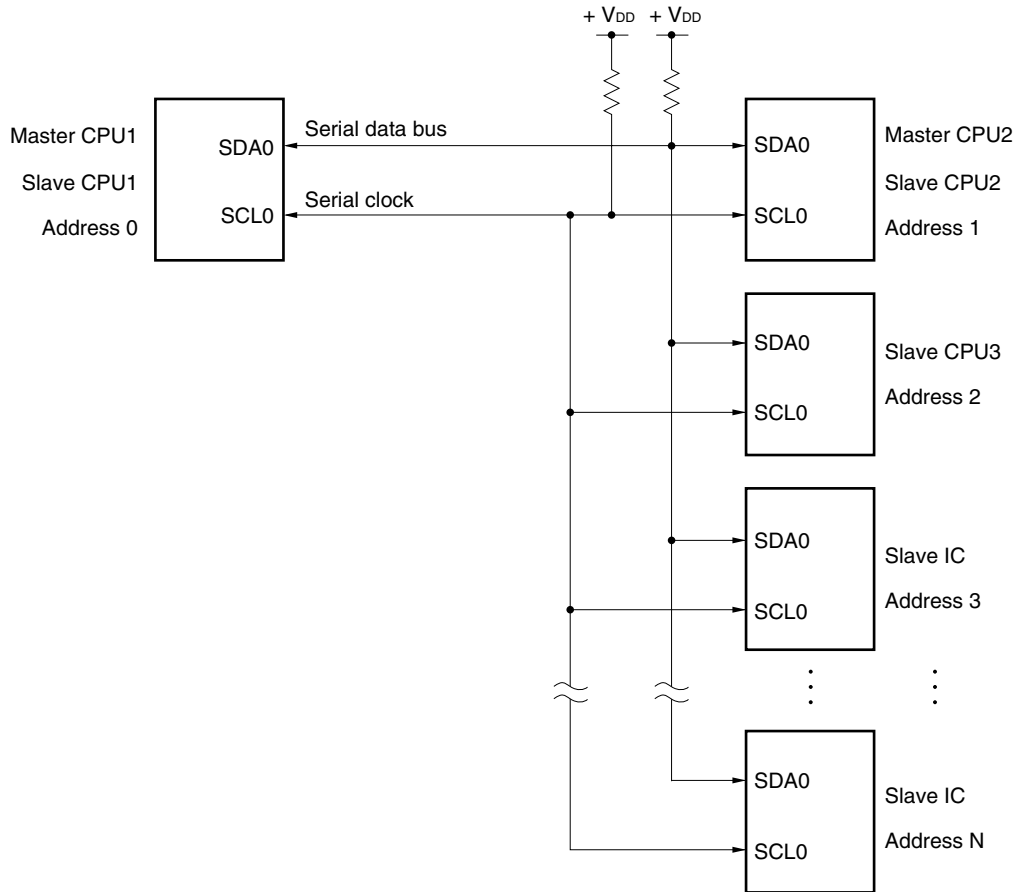 + VDD
+ VDD
Master CPU1
Slave CPU1
Address 0
SDA0
SCL0
Serial data bus
Serial clock
SDA0
SCL0
Master CPU2
Slave CPU2
Address 1
SDA0
SCL0
Slave CPU3
Address 2
SDA0
SCL0
Slave IC
Address 3
SDA0
SCL0
Slave IC
Address N